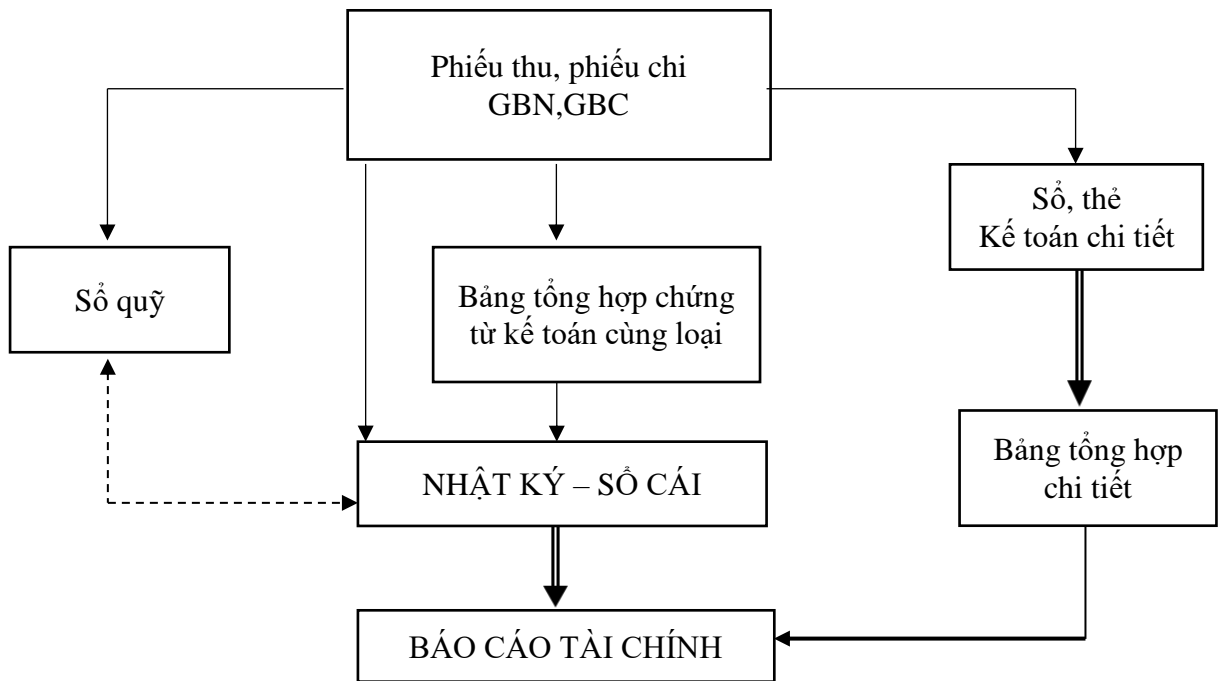 Phiếu thu, phiếu chi
GBN,GBC
Sổ, thẻ
Kế toán chi tiết
Sổ quỹ
Bảng tổng hợp chứng
từ kế toán cùng loại
Bảng tổng hợp
chi tiết
NHẬT KÝ – SỔ CÁI
BÁO CÁO TÀI CHÍNH